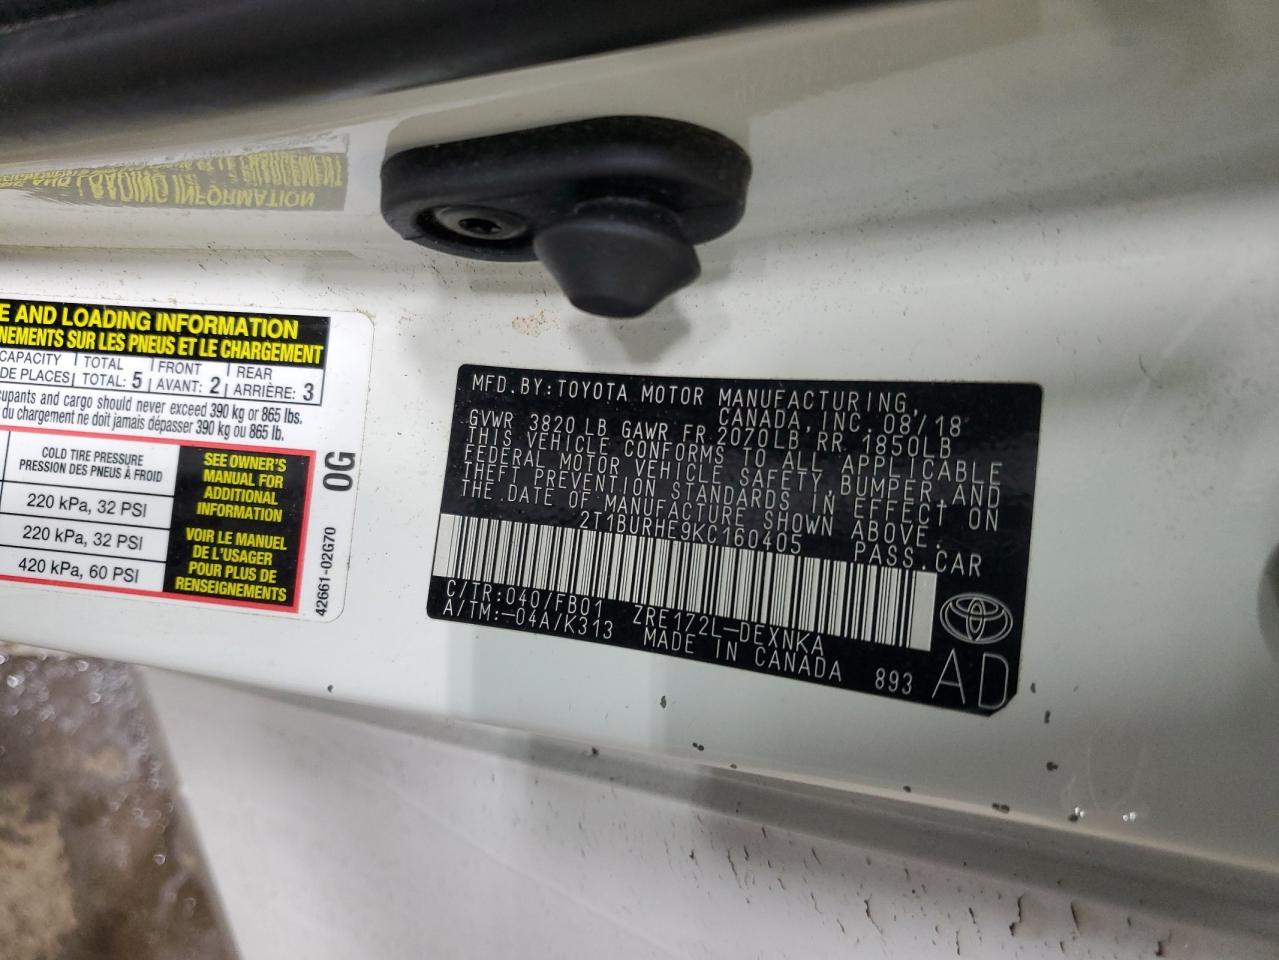 E AND LOADING INFORMATION
NEMENTS SUR LES PNEUS ET LE CHARGEMENT
CAPACITY TOTAL FRONT REAR
DE PLACES TOTAL: 5 AVANT: 2 ARRIÈRE: 3
upants and cargo should never exceed 390 kg or 865 lbs.
du chargement ne doit jamais dépasser 390 kg ou 865 lb.
COLD TIRE PRESSURE
PRESSION DES PNEUS À FROID
220 kPa, 32 PSI
220 kPa, 32 PSI
420 kPa, 60 PSI
SEE OWNER'S
MANUAL FOR
ADDITIONAL
INFORMATION
VOIR LE MANUEL
DE L'USAGER
POUR PLUS DE
RENSEIGNEMENTS
0G
42661-02G70
MFD.BY:TOYOTA MOTOR MANUFACTURING,
CANADA,INC. 08/18
GVWR 3820 LB GAWR FR 2070LB RR 1850LB
THIS VEHICLE CONFORMS TO ALL APPLICABLE
FEDERAL MOTOR VEHICLE SAFETY,BUMPER,AND
THEFT PREVENTION STANDARDS IN EFFECT ON
THE DATE OF MANUFACTURE SHOWN ABOVE.
2T1BURHE9KC160405 PASS.CAR
C/TR:040/FB01 ZRE172L-DEXNKA
A/TM:-04A/K313 MADE IN CANADA 893
AD